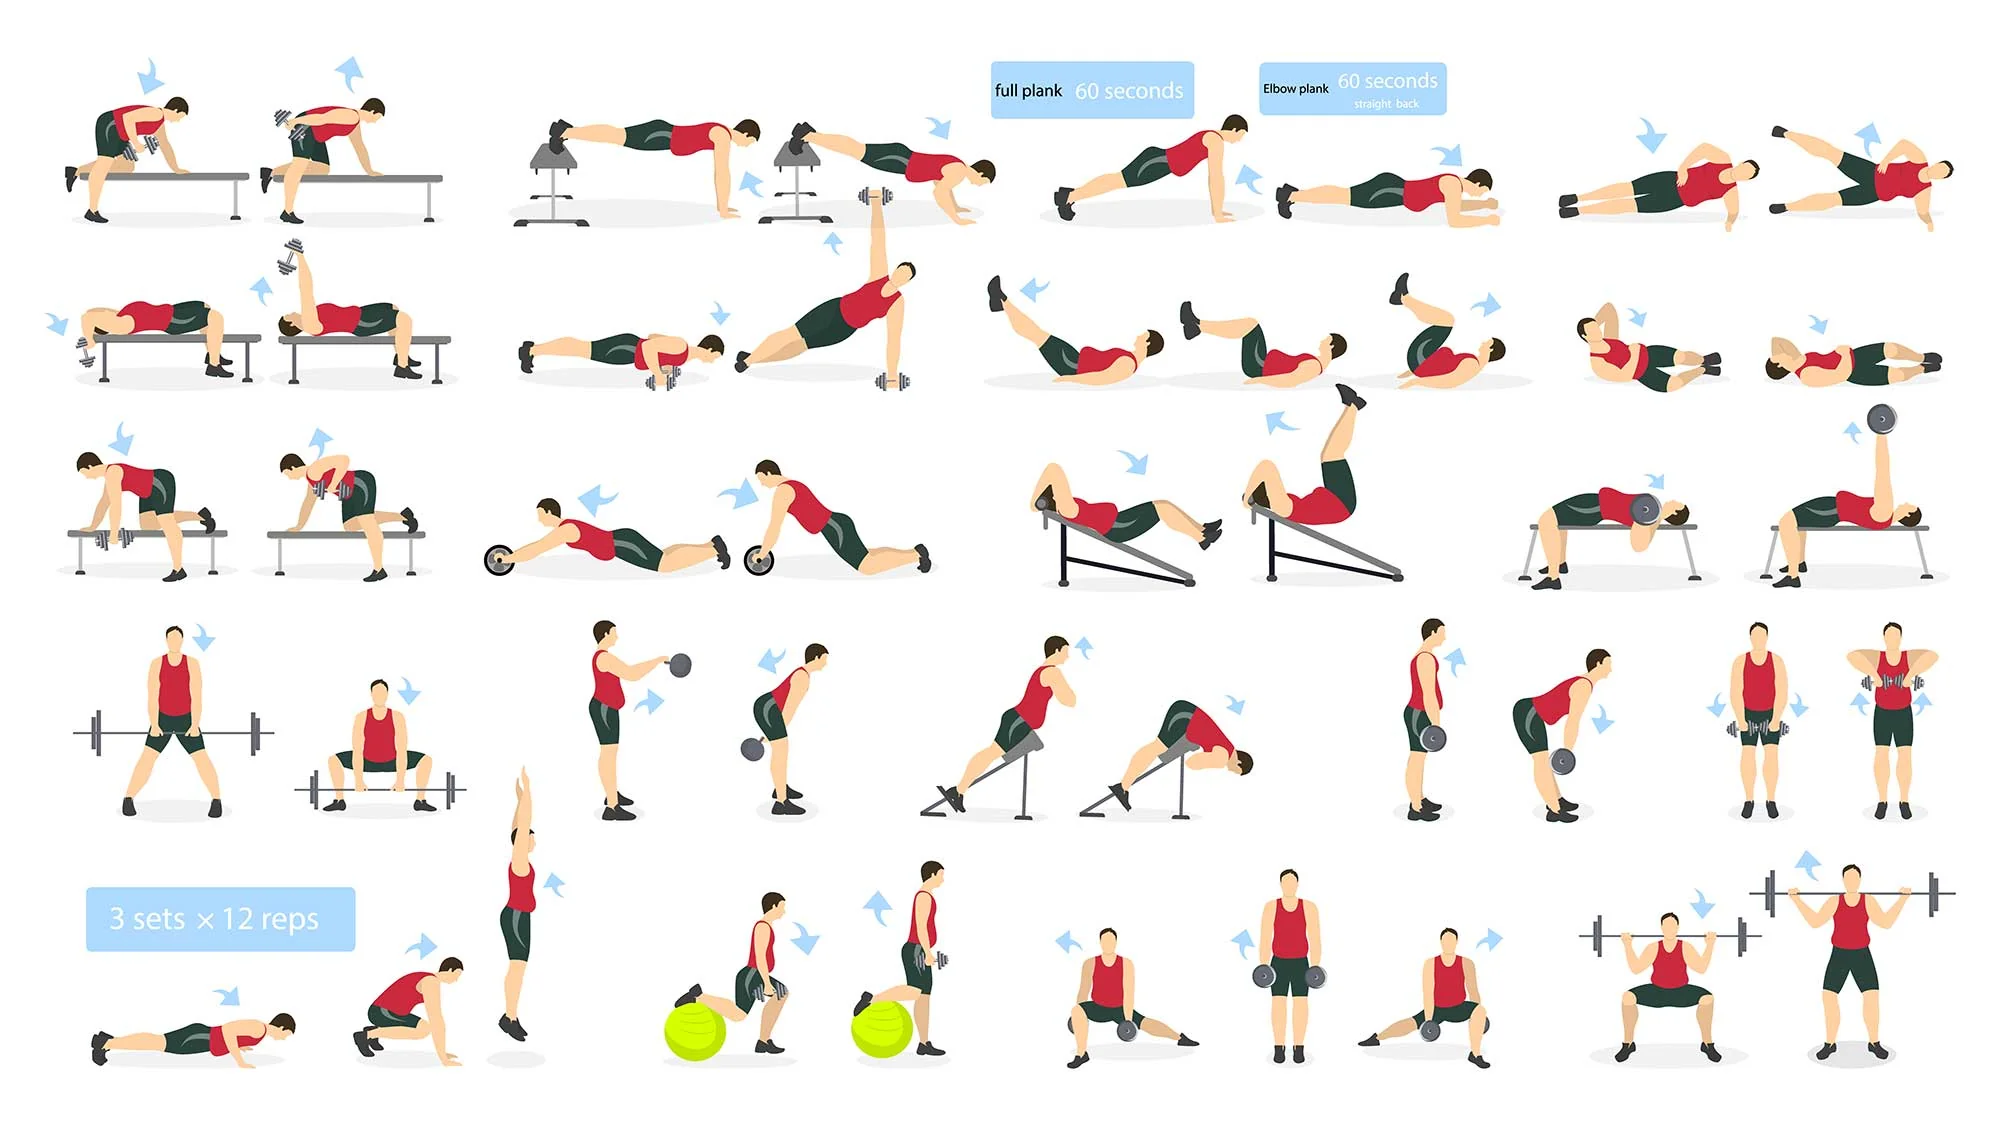 full plank 60 seconds
Elbow plank 60 seconds
straight back
3 sets × 12 reps